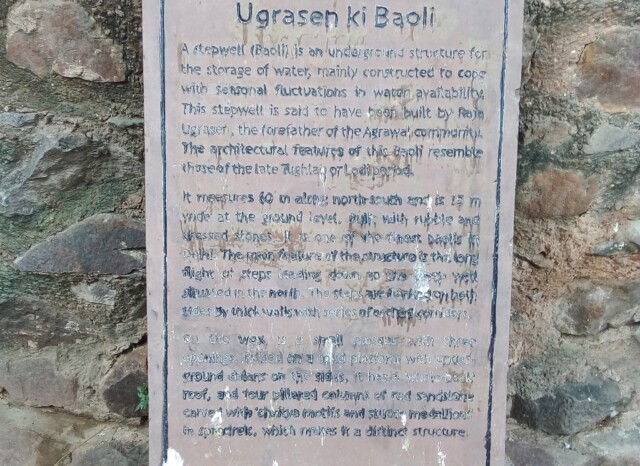 Ugrasen ki Baoli
A stepwell (Baoli) is an underground structure for
the storage of water, mainly constructed to cope
with seasonal fluctuations in water availability.
This stepwell is said to have been built by Raja
Ugrasen, the forefather of the Agrawal community.
The architectural features of this Baoli resemble
those of the late Tughlaq or Lodi period.
It measures 60 m along north-south and is 15 m
wide at the ground level. Built with rubble and
dressed stones, it is one of the finest baolis in
Delhi. The main feature of the structure is the long
flight of steps leading down to the well
situated in the north. The steps are flanked on both
sides by thick walls with series of arched corridors.
On the west is a small mosque with three
openings raised on a solid platform with
ground on the sides. It has a
roof, and four pillared columns of red sandstone
carved with chaitya motifs and stucco medallions
in spandrels, which makes it a distinct structure.